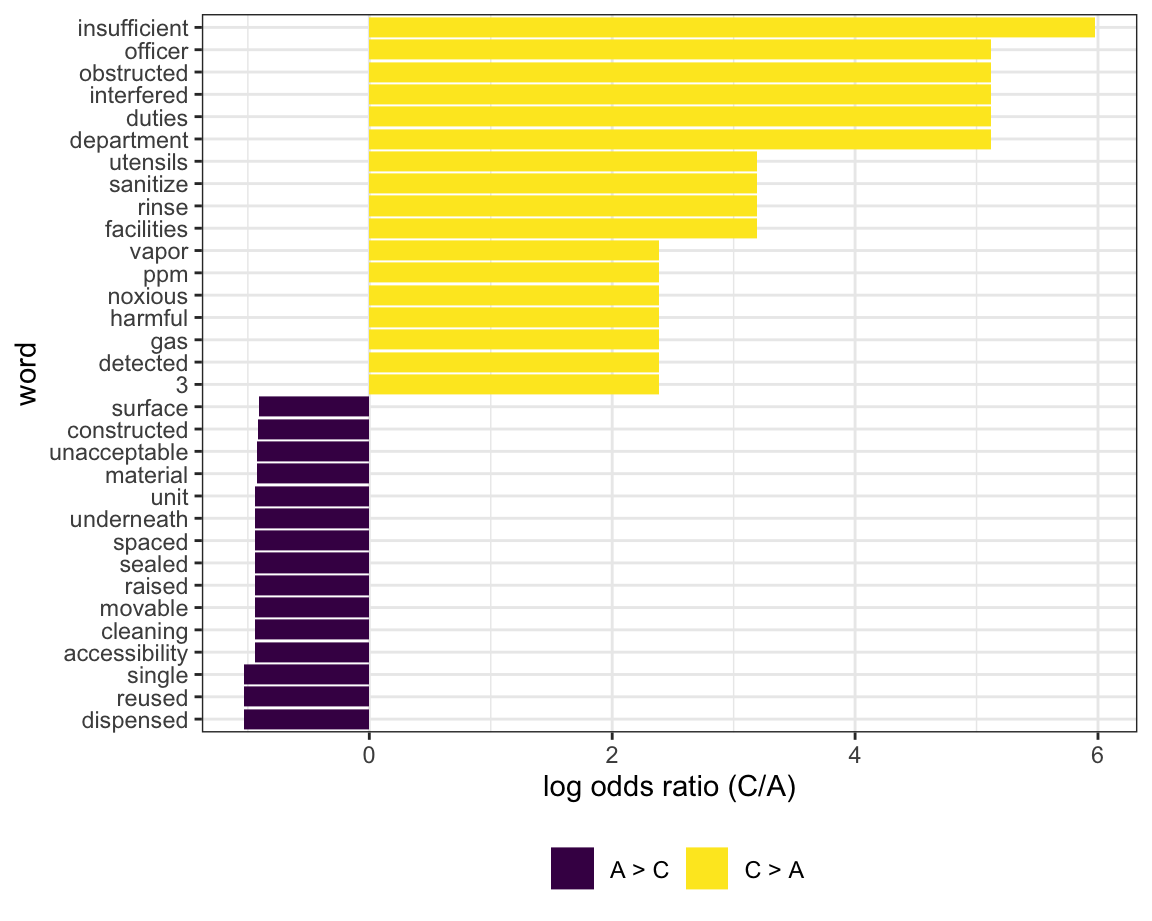 insufficient
officer
obstructed
interfered
duties
department
utensils
sanitize
rinse
facilities
vapor
ppm
noxious
harmful
gas
detected
3
surface
constructed
unacceptable
material
unit
underneath
spaced
sealed
raised
movable
cleaning
accessibility
single
reused
dispensed
word
0 2 4 6
log odds ratio (C/A)
A > C C > A